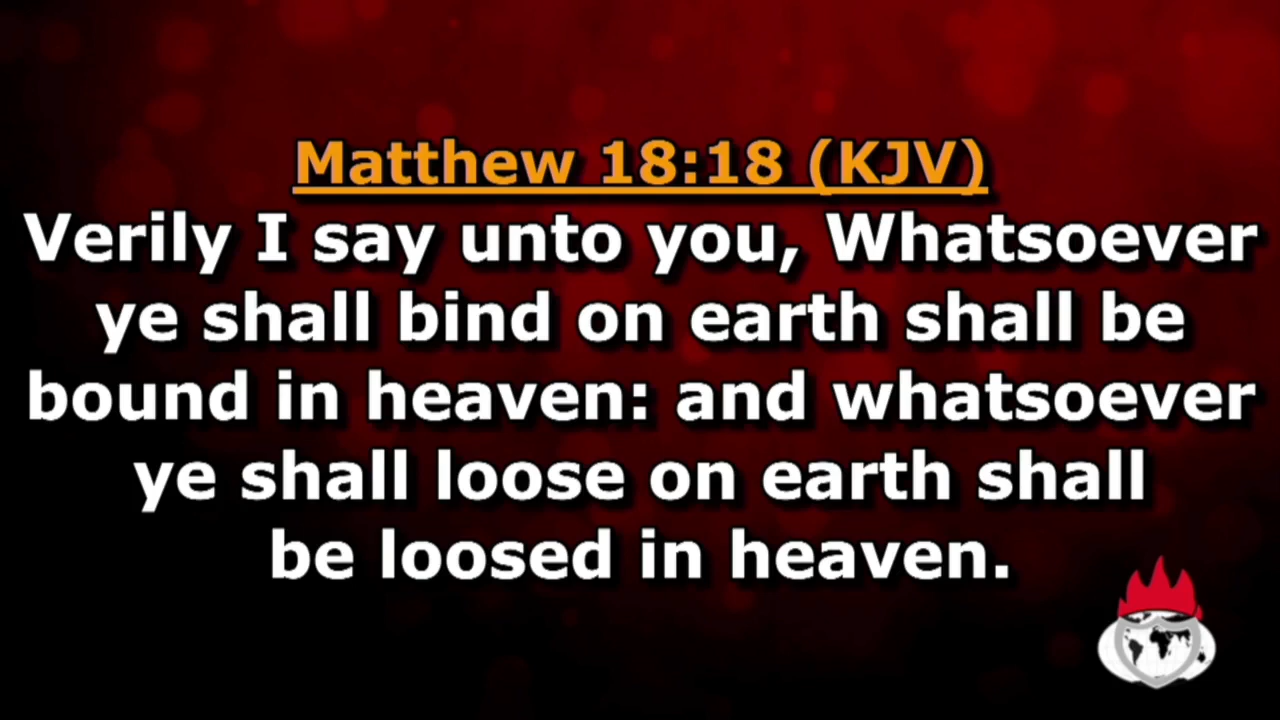 Matthew 18:18 (KJV)
Verily I say unto you, Whatsoever
ye shall bind on earth shall be
bound in heaven: and whatsoever
ye shall loose on earth shall
be loosed in heaven.